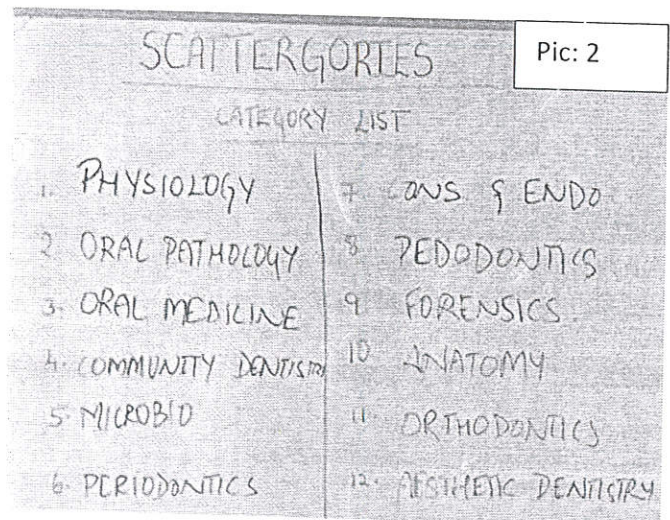 SCATTERGORIES
Pic: 2
CATEGORY LIST
1. PHYSIOLOGY
2. ORAL PATHOLOGY
3. ORAL MEDICINE
4. COMMUNITY DENTISTRY
5. MICROBIO
6. PERIODONTICS
7. CONS & ENDO
8. PEDODONTICS
9. FORENSICS
10. ANATOMY
11. ORTHODONTICS
12. AESTHETIC DENTISTRY